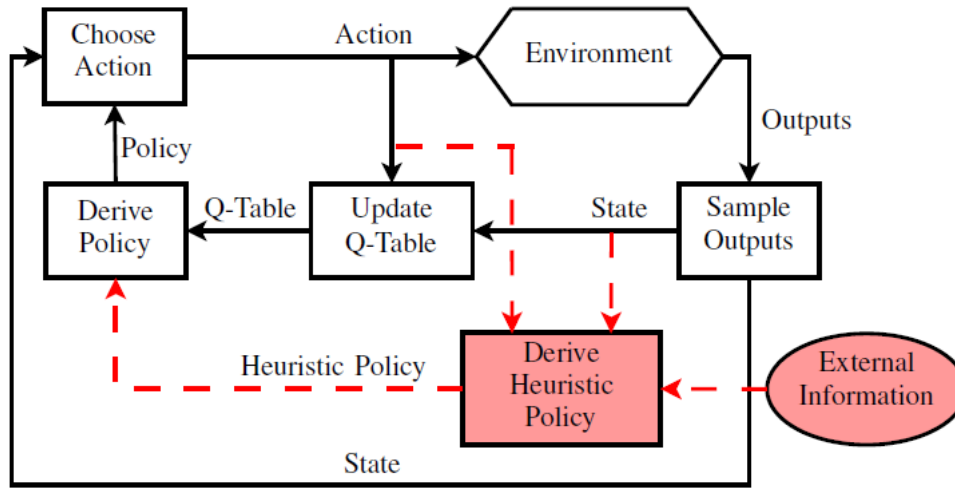 Choose
Action
Action
Environment
Outputs
Policy
Derive
Policy
Q-Table
Update
Q-Table
State
Sample
Outputs
Heuristic Policy
Derive
Heuristic
Policy
External
Information
State